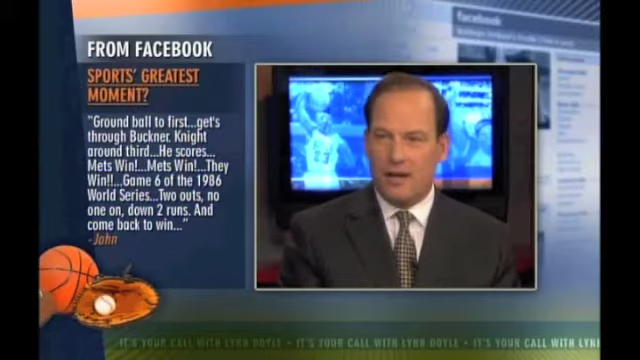 facebook
FROM FACEBOOK
SPORTS' GREATEST
MOMENT?
"Ground ball to first...get's
through Buckner. Knight
around third...He scores...
Mets Win!...Mets Win!...They
Win!!...Game 6 of the 1986
World Series...Two outs, no
one on, down 2 runs. And
come back to win..."
-John
23
IT'S YOUR CALL WITH LYNN DOYLE • IT'S YOUR CALL WITH LYNN DOYLE • IT'S YOUR CALL WITH LYNN